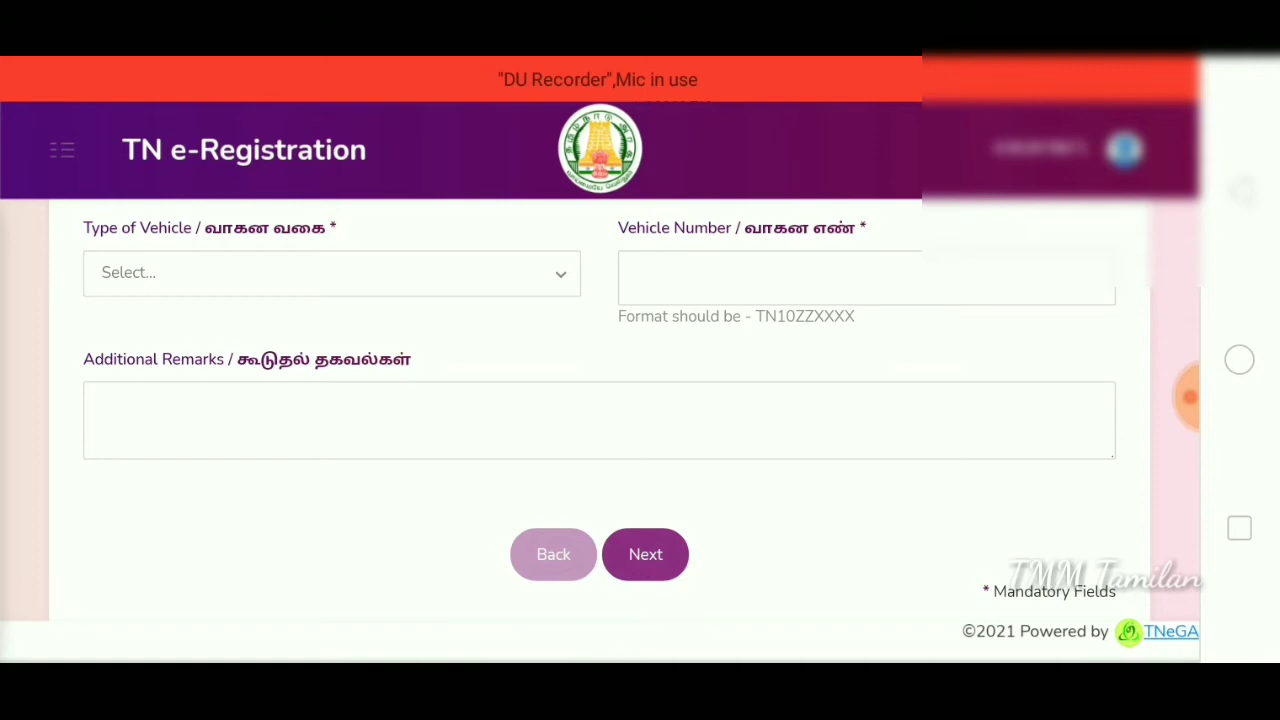 "DU Recorder",Mic in use
TN e-Registration
Type of Vehicle / வாகன வகை *
Vehicle Number / வாகன எண் *
Select...
Format should be - TN10ZZXXXX
Additional Remarks / கூடுதல் தகவல்கள்
Back
Next
TMM Tamilan
* Mandatory Fields
©2021 Powered by TNeGA